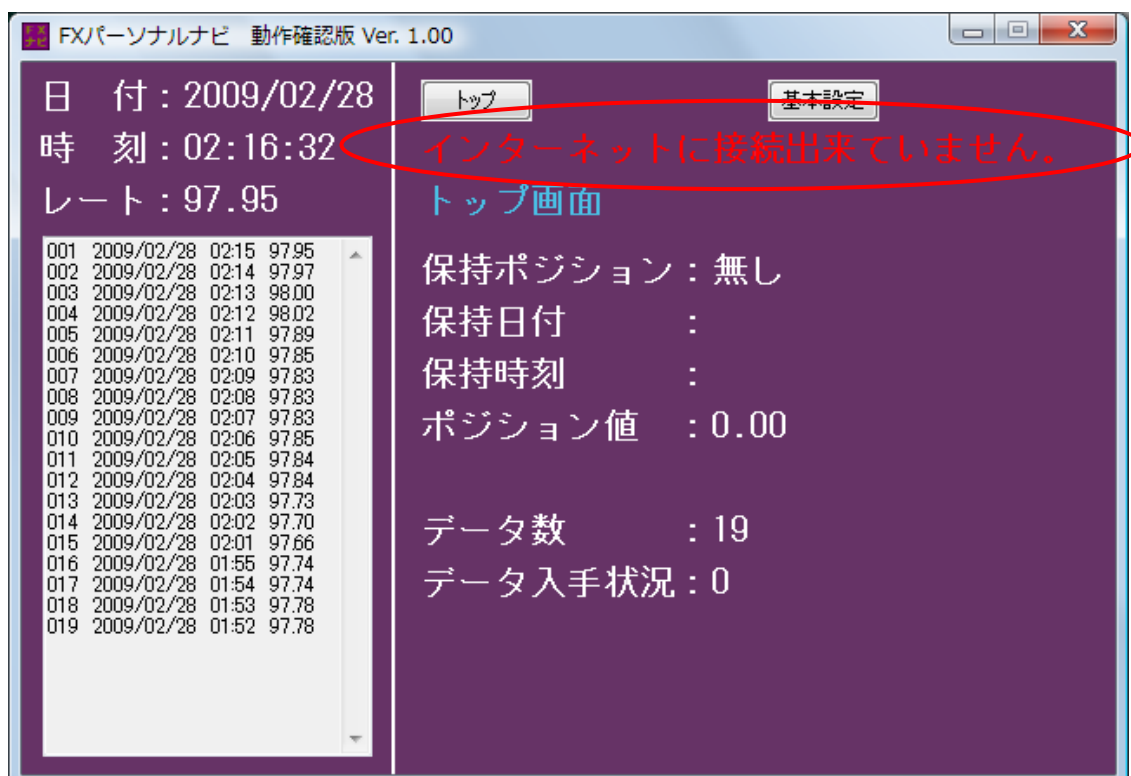 FXパーソナルナビ 動作確認版 Ver. 1.00
日 付：2009/02/28
時 刻：02:16:32
レート：97.95
001 2009/02/28 02:15 97.95
002 2009/02/28 02:14 97.97
003 2009/02/28 02:13 98.00
004 2009/02/28 02:12 98.02
005 2009/02/28 02:11 97.89
006 2009/02/28 02:10 97.85
007 2009/02/28 02:09 97.83
008 2009/02/28 02:08 97.83
009 2009/02/28 02:07 97.83
010 2009/02/28 02:06 97.85
011 2009/02/28 02:05 97.84
012 2009/02/28 02:04 97.84
013 2009/02/28 02:03 97.73
014 2009/02/28 02:02 97.70
015 2009/02/28 02:01 97.66
016 2009/02/28 01:55 97.74
017 2009/02/28 01:54 97.74
018 2009/02/28 01:53 97.78
019 2009/02/28 01:52 97.78
トップ 基本設定
インターネットに接続出来ていません。
トップ画面
保持ポジション：無し
保持日付 ：
保持時刻 ：
ポジション値 ：0.00
データ数 ：19
データ入手状況：0